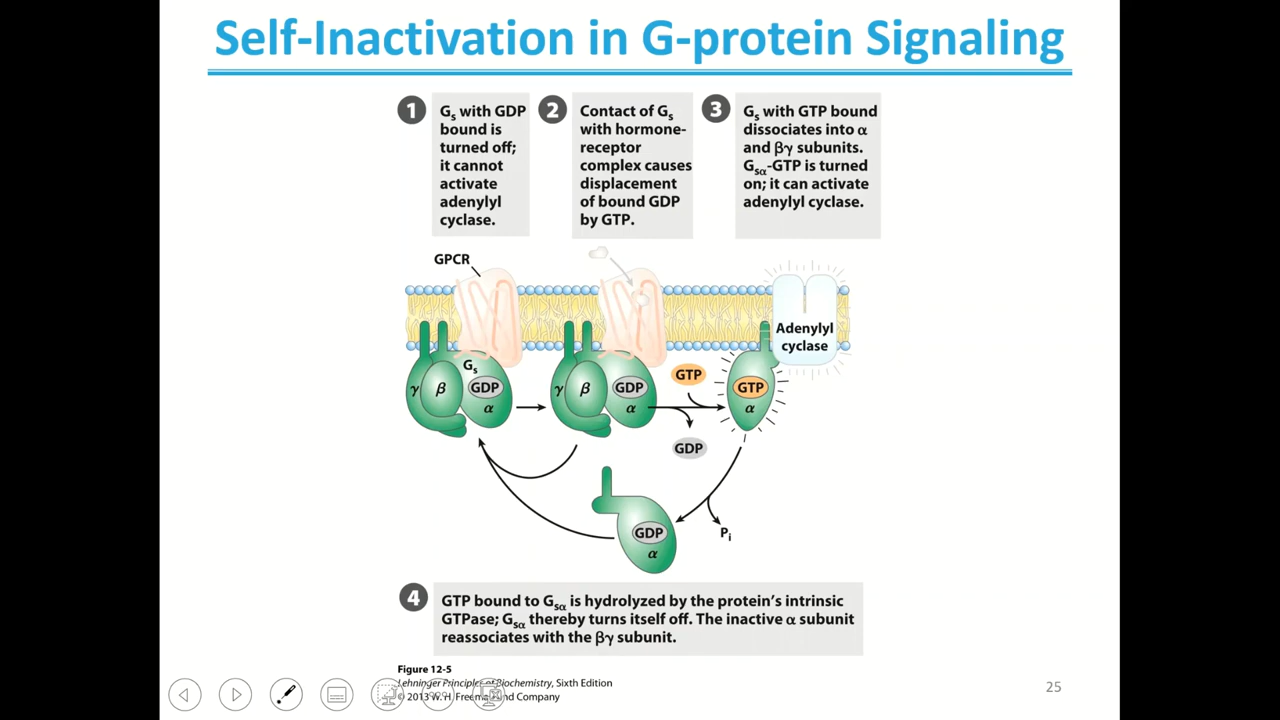 Self-Inactivation in G-protein Signaling
1
Gs with GDP
bound is
turned off;
it cannot
activate
adenylyl
cyclase.
2
Contact of Gs
with hormone-
receptor
complex causes
displacement
of bound GDP
by GTP.
3
Gs with GTP bound
dissociates into α
and βγ subunits.
Gsα-GTP is turned
on; it can activate
adenylyl cyclase.
GPCR
Adenylyl
cyclase
Gs
γ
β
GDP
α
γ
β
GDP
α
GTP
GDP
GTP
α
GDP
α
Pi
4
GTP bound to Gsα is hydrolyzed by the protein's intrinsic
GTPase; Gsα thereby turns itself off. The inactive α subunit
reassociates with the βγ subunit.
Figure 12-5
Lehninger Principles of Biochemistry, Sixth Edition
© 2013 W. H. Freeman and Company
25